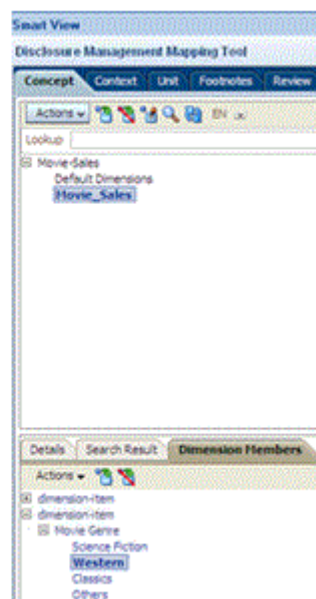 Smart View
Disclosure Management Mapping Tool
Concept Context Unit Footnotes Review
Actions EN
Lookup
Movie-Sales
Default Dimensions
Movie_Sales
Details Search Result Dimension Members
Actions
dimension-item
dimension-item
Movie Genre
Science Fiction
Western
Classics
Others